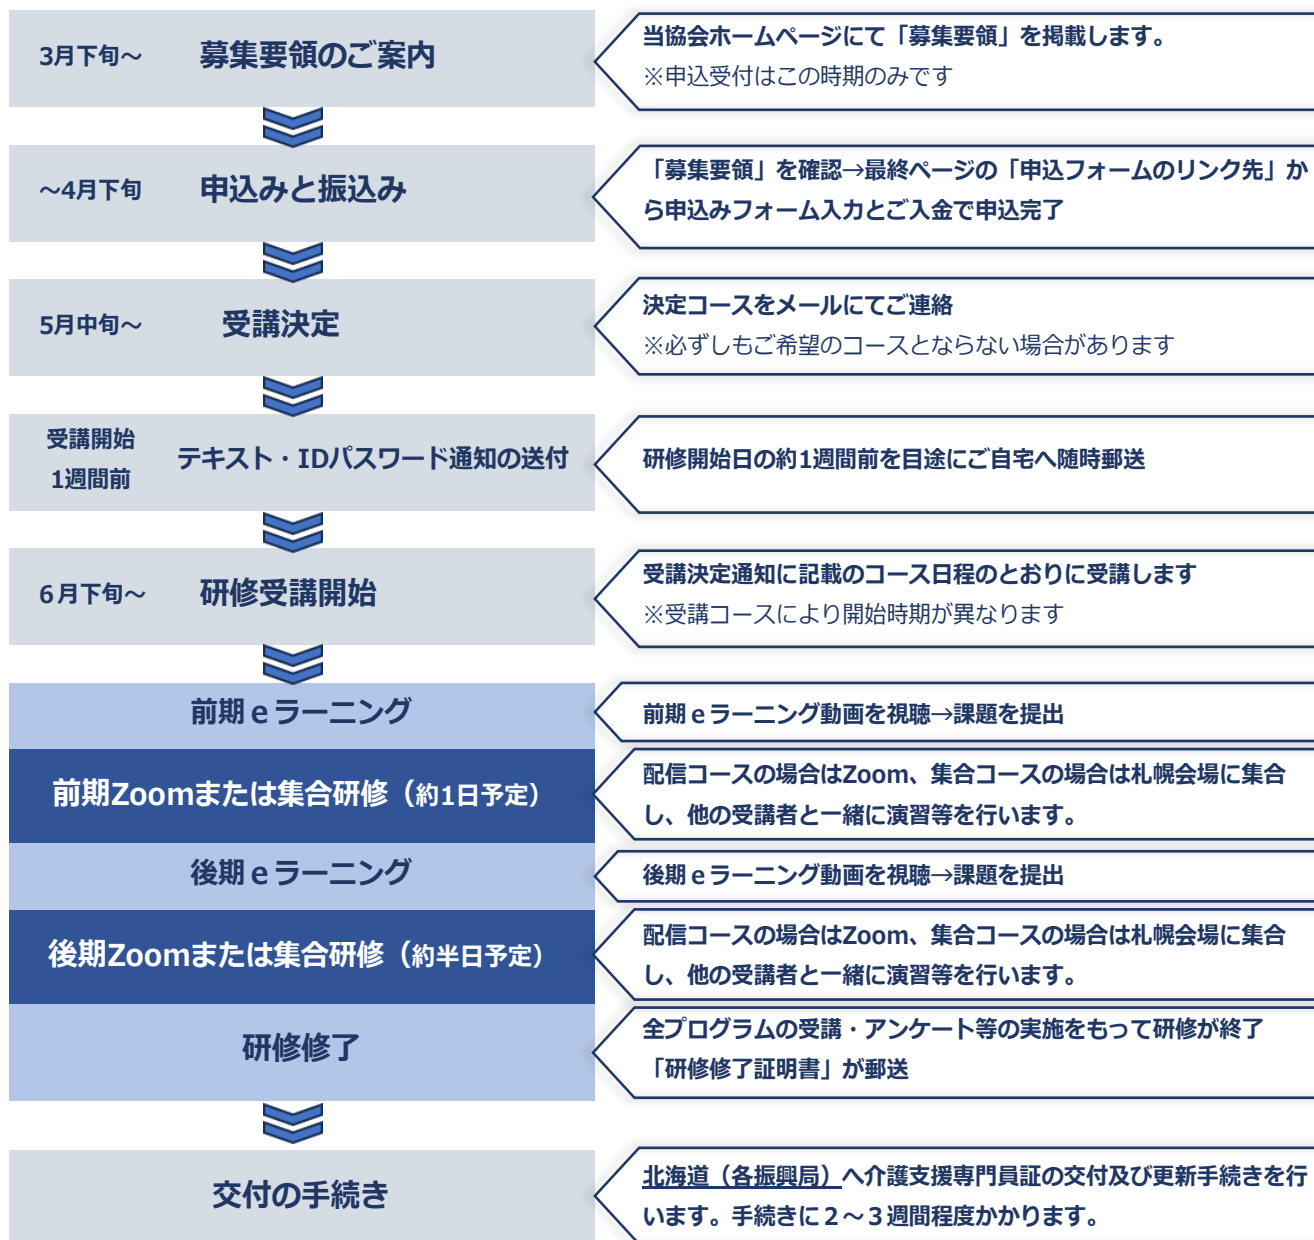 3月下旬～ 募集要領のご案内
当協会ホームページにて「募集要領」を掲載します。
※申込受付はこの時期のみです
～4月下旬 申込みと振込み
「募集要領」を確認→最終ページの「申込フォームのリンク先」か
ら申込みフォーム入力とご入金で申込完了
5月中旬～ 受講決定
決定コースをメールにてご連絡
※必ずしもご希望のコースとならない場合があります
受講開始
1週間前
テキスト・IDパスワード通知の送付
研修開始日の約1週間前を目途にご自宅へ随時郵送
６月下旬～ 研修受講開始
受講決定通知に記載のコース日程のとおりに受講します
※受講コースにより開始時期が異なります
前期ｅラーニング
前期ｅラーニング動画を視聴→課題を提出
前期Zoomまたは集合研修（約1日予定）
配信コースの場合はZoom、集合コースの場合は札幌会場に集合
し、他の受講者と一緒に演習等を行います。
後期ｅラーニング
後期ｅラーニング動画を視聴→課題を提出
後期Zoomまたは集合研修（約半日予定）
配信コースの場合はZoom、集合コースの場合は札幌会場に集合
し、他の受講者と一緒に演習等を行います。
研修修了
全プログラムの受講・アンケート等の実施をもって研修が終了
「研修修了証明書」が郵送
交付の手続き
北海道（各振興局）へ介護支援専門員証の交付及び更新手続きを行
います。手続きに２～３週間程度かかります。